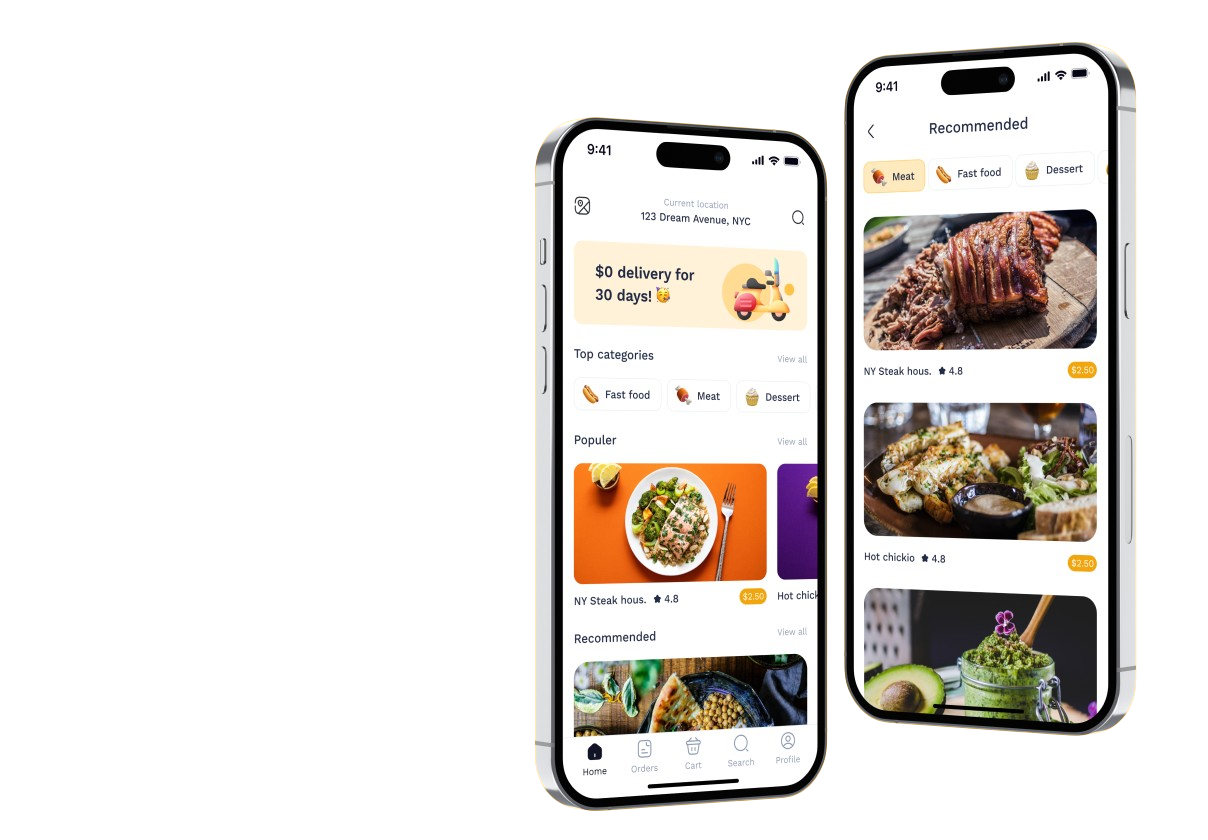 9:41
Current location
123 Dream Avenue, NYC
$0 delivery for
30 days!
Top categories
View all
Fast food
Meat
Dessert
Populer
View all
NY Steak hous.
4.8
$2.50
Hot chick
Recommended
View all
Home
Orders
Cart
Search
Profile
9:41
Recommended
Meat
Fast food
Dessert
NY Steak hous.
4.8
$2.50
Hot chickio
4.8
$2.50